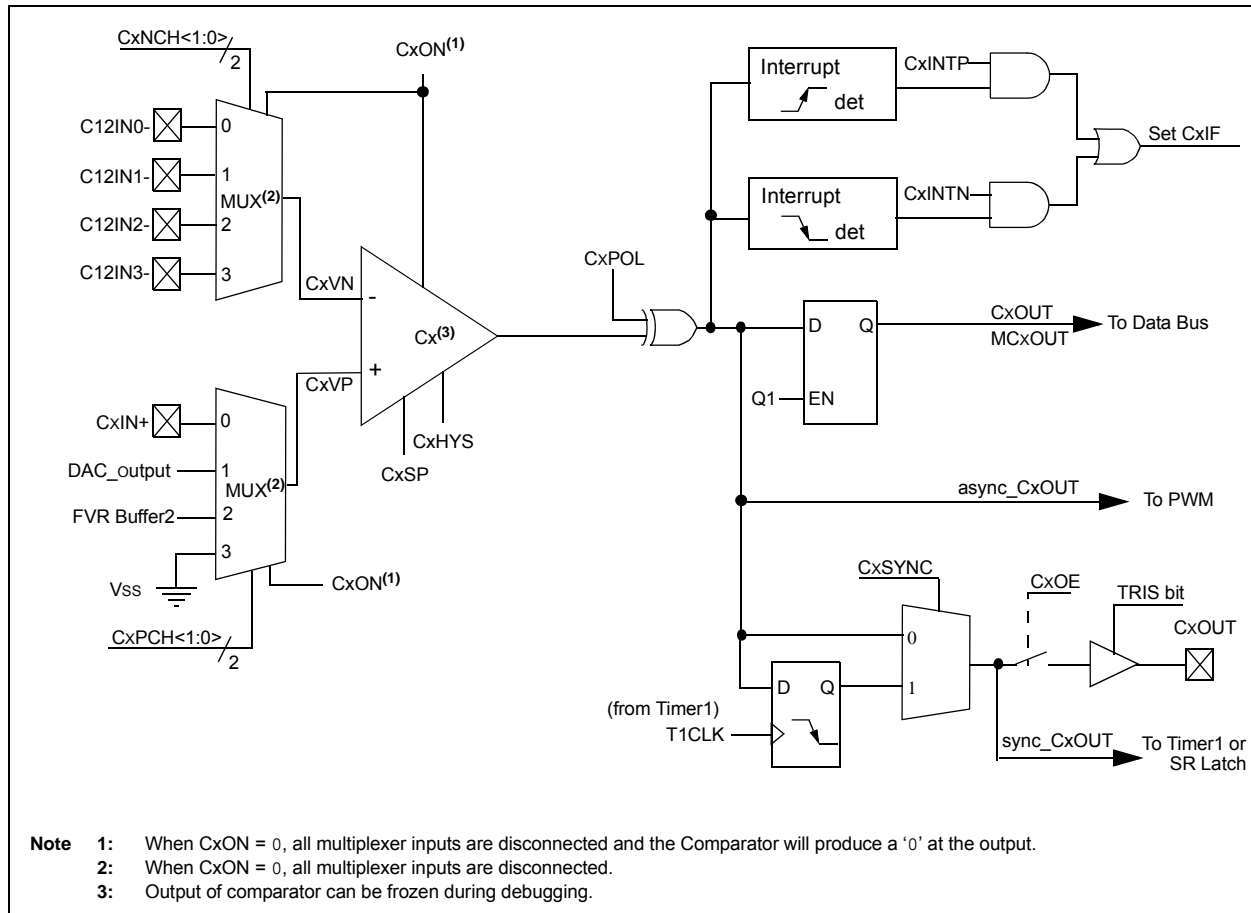 CxNCH<1:0>
2
CxON(1)
C12IN0-
0
C12IN1-
1
MUX(2)
C12IN2-
2
C12IN3-
3
CxVN
-
Cx(3)
CxVP
+
CxHYS
CxSP
CxIN+
0
DAC_output
1
MUX(2)
FVR Buffer2
2
3
Vss
CxON(1)
CxPCH<1:0>
2
CxPOL
Interrupt
det
CxINTP
Interrupt
det
CxINTN
Set CxIF
D
Q
Q1
EN
CxOUT
MCxOUT
To Data Bus
async_CxOUT
To PWM
CxSYNC
0
1
D
Q
(from Timer1)
T1CLK
CxOE
TRIS bit
CxOUT
sync_CxOUT
To Timer1 or
SR Latch
Note 1: When CxON = 0, all multiplexer inputs are disconnected and the Comparator will produce a ‘0’ at the output.
2: When CxON = 0, all multiplexer inputs are disconnected.
3: Output of comparator can be frozen during debugging.